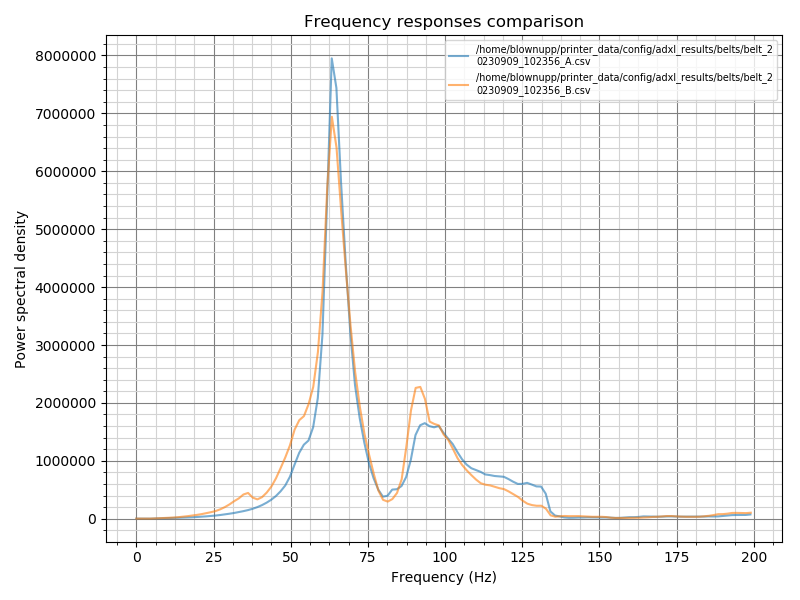 Frequency responses comparison
/home/blownupp/printer_data/config/adxl_results/belts/belt_2
0230909_102356_A.csv
/home/blownupp/printer_data/config/adxl_results/belts/belt_2
0230909_102356_B.csv
8000000
7000000
6000000
5000000
4000000
3000000
2000000
1000000
0
Power spectral density
0 25 50 75 100 125 150 175 200
Frequency (Hz)